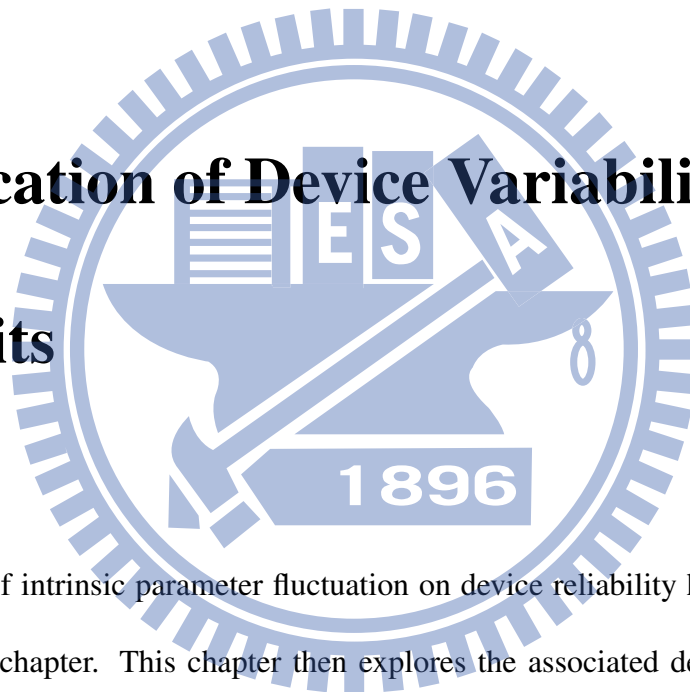 cation of Device Variabili
E S A
its
1896
f intrinsic parameter fluctuation on device reliability
chapter. This chapter then explores the associated de